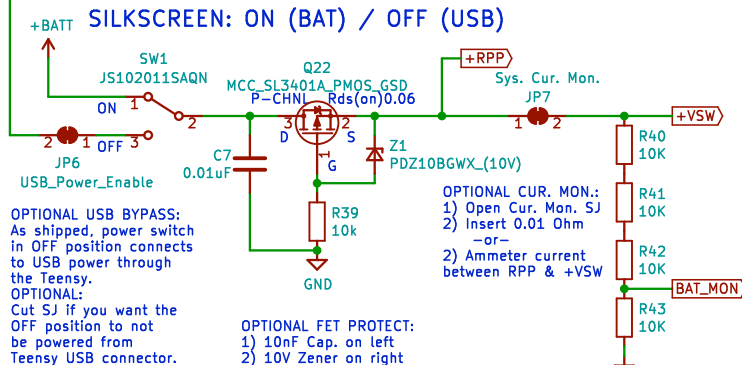 SILKSCREEN: ON (BAT) / OFF (USB)
+BATT
SW1
JS102011SAQN
ON
1
2
3
OFF
2
1
JP6
USB_Power_Enable
Q22
MCC_SL3401A_PMOS_GSD
P-CHNL Rds(on)0.06
3
2
D
S
1
G
C7
0.01uF
Z1
PDZ10BGWX_(10V)
R39
10k
GND
+RPP
Sys. Cur. Mon.
JP7
1
2
+VSW
R40
10K
R41
10K
R42
10K
BAT_MON
R43
10K
OPTIONAL CUR. MON.:
1) Open Cur. Mon. SJ
2) Insert 0.01 Ohm
-or-
2) Ammeter current
between RPP & +VSW
OPTIONAL USB BYPASS:
As shipped, power switch
in OFF position connects
to USB power through
the Teensy.
OPTIONAL:
Cut SJ if you want the
OFF position to not
be powered from
Teensy USB connector.
OPTIONAL FET PROTECT:
1) 10nF Cap. on left
2) 10V Zener on right